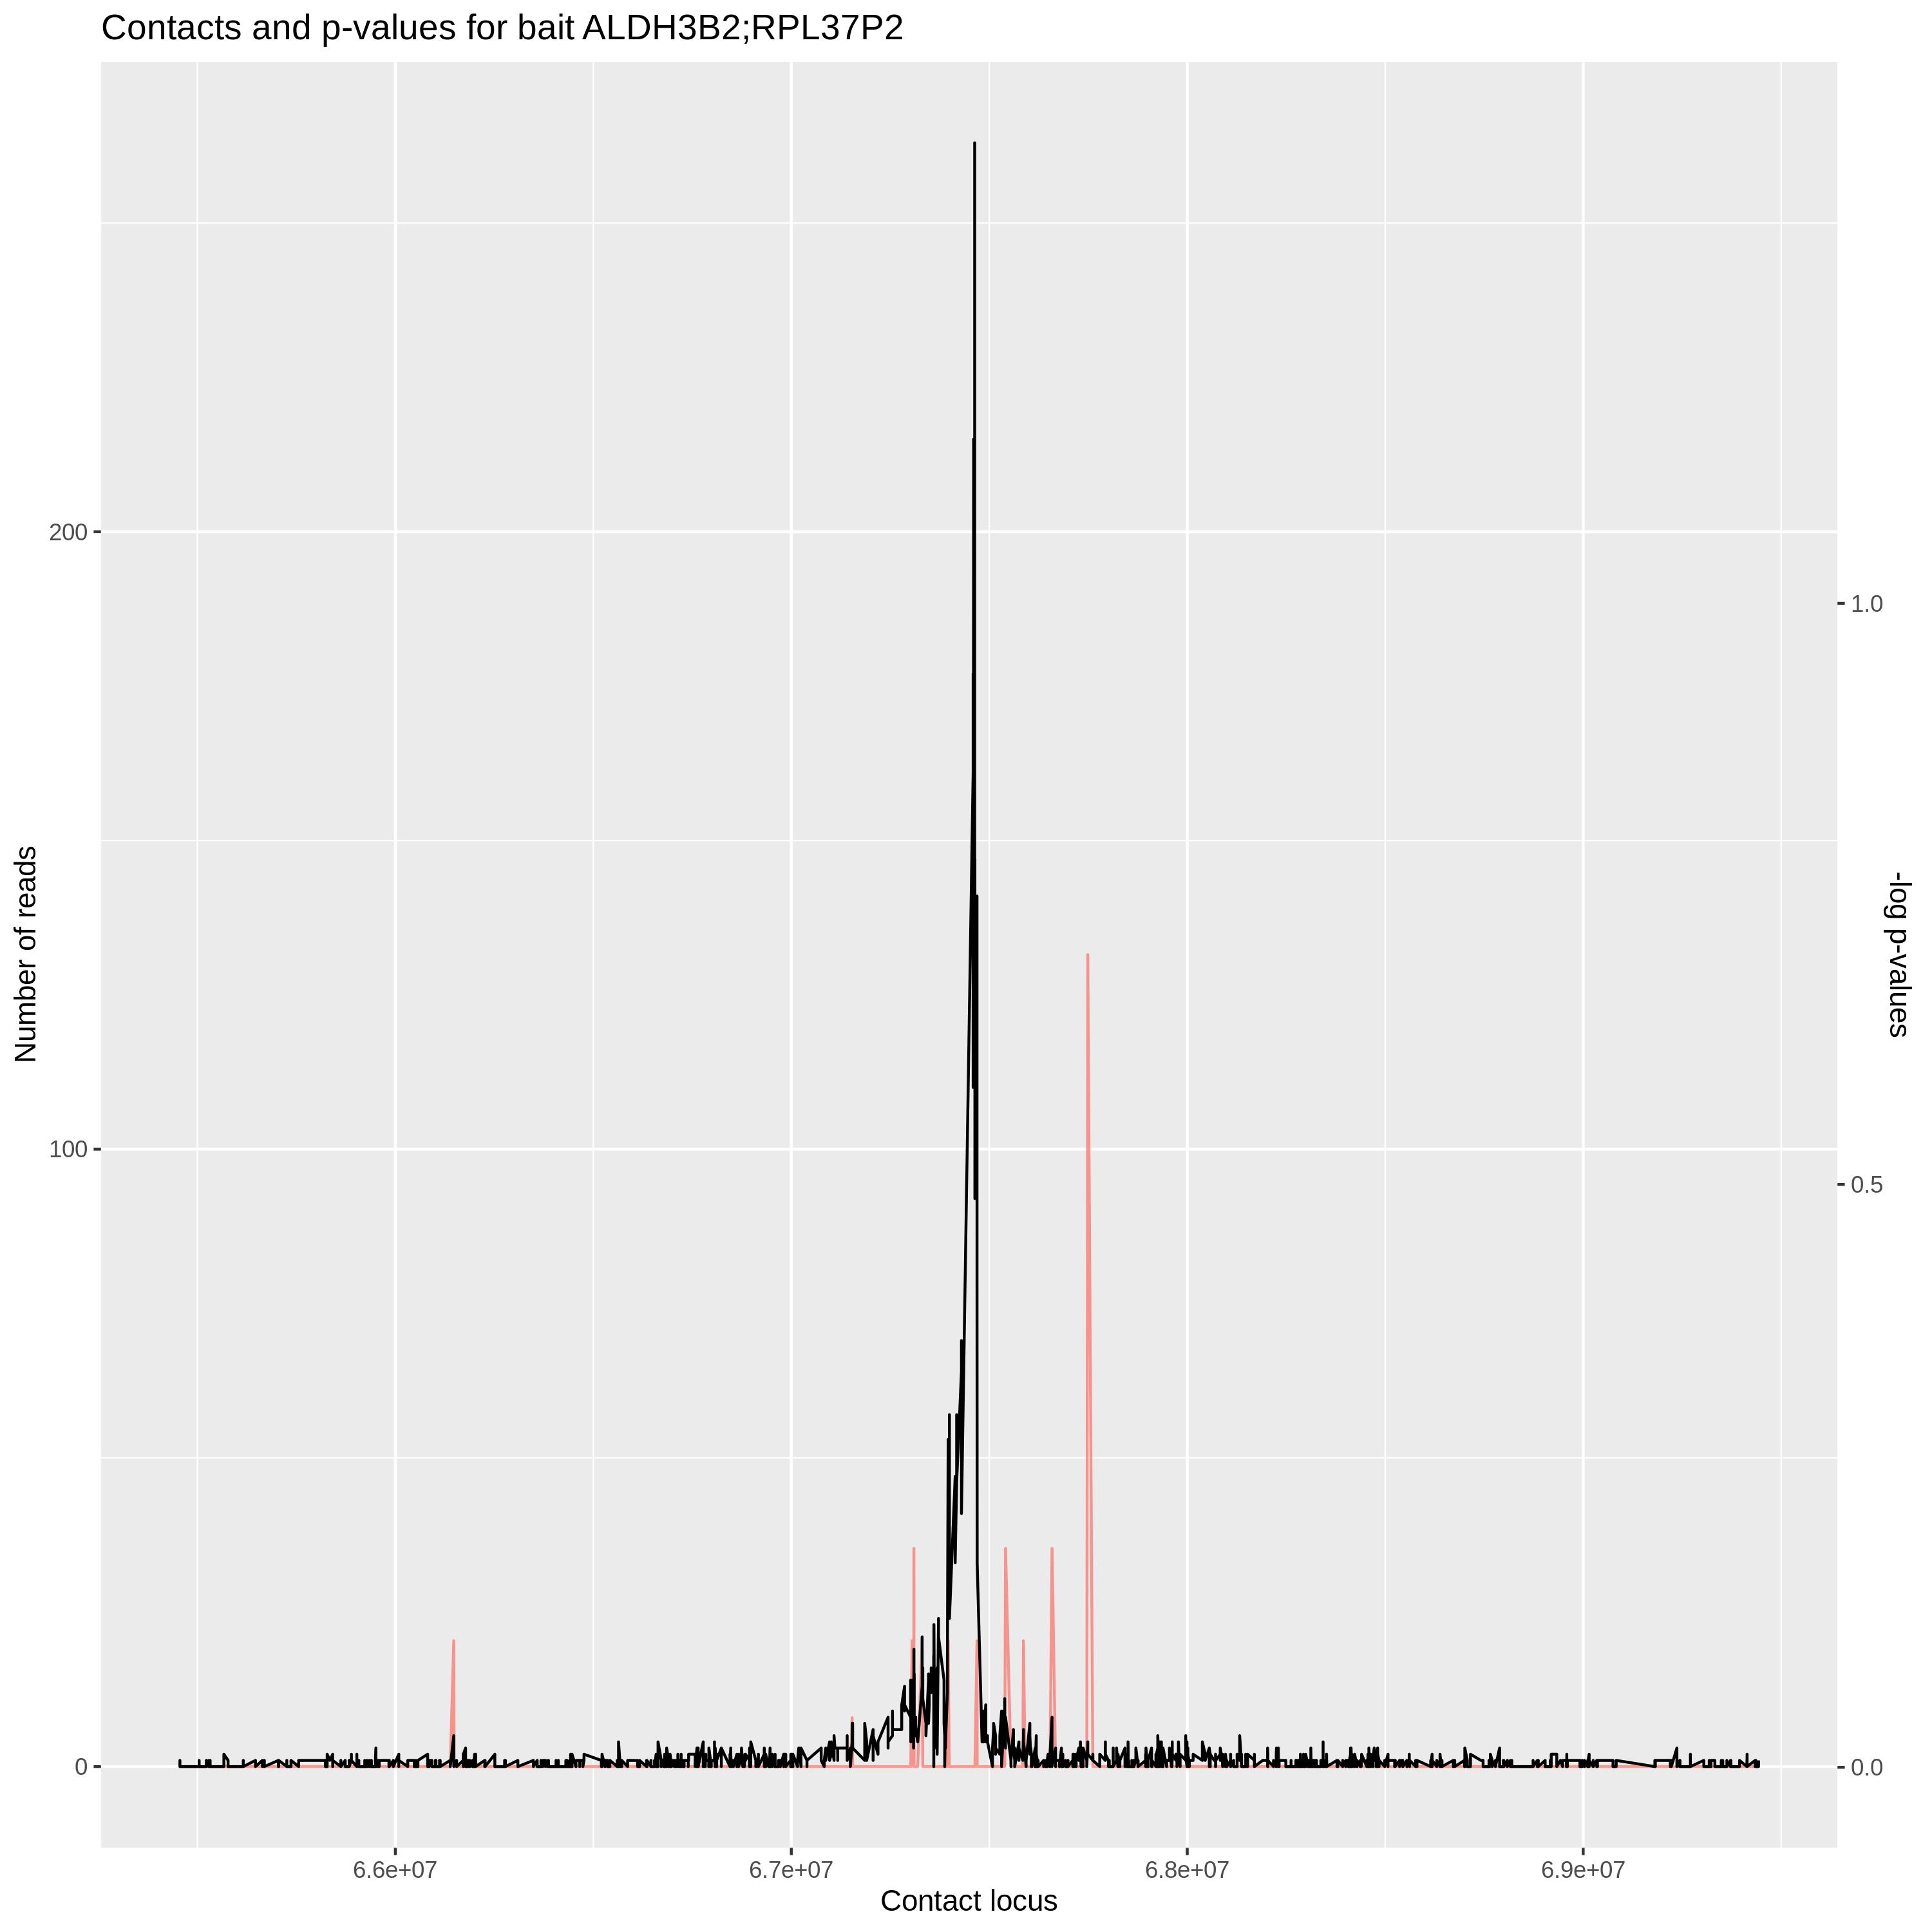 Contacts and p-values for bait ALDH3B2;RPL37P2
200
100
0
Number of reads
1.0
0.5
0.0
-log p-values
6.6e+07 6.7e+07 6.8e+07 6.9e+07
Contact locus